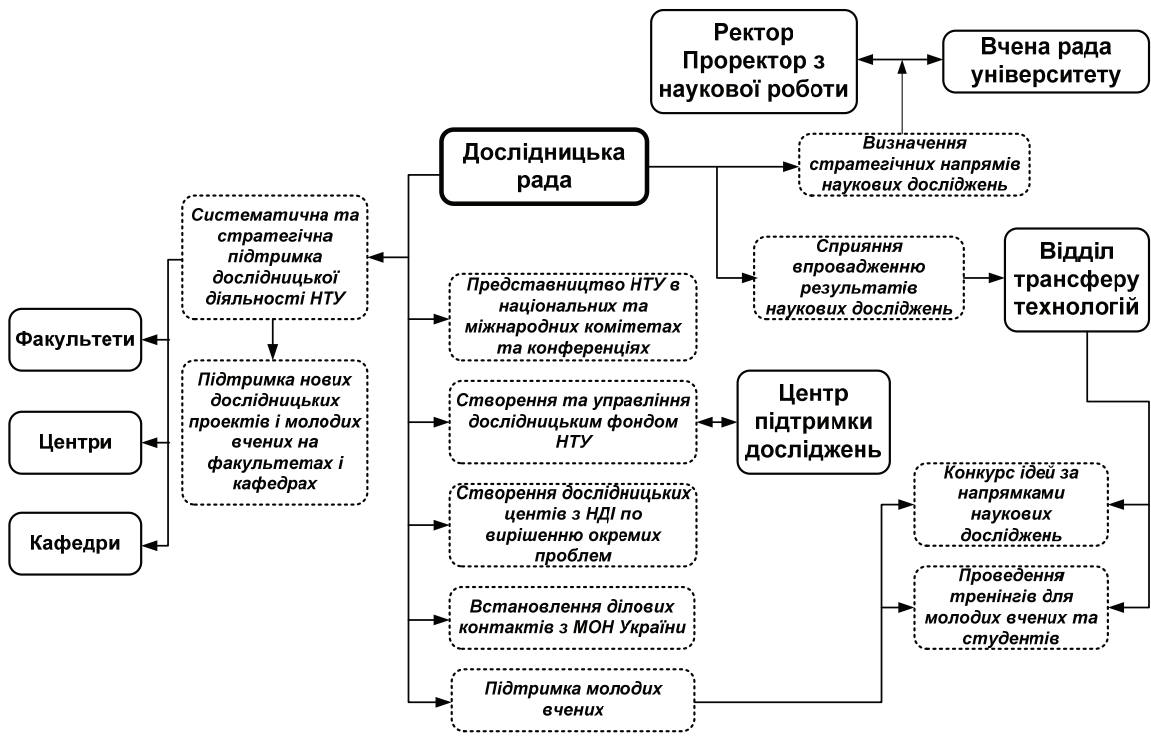 Ректор
Проректор з
наукової роботи
Вчена рада
університету
Дослідницька
рада
Визначення
стратегічних напрямів
наукових досліджень
Систематична та
стратегічна
підтримка
дослідницької
діяльності НТУ
Сприяння
впровадженню
результатів
наукових досліджень
Відділ
трансферу
технологій
Представництво НТУ в
національних та
міжнародних комітетах
та конференціях
Факультети
Підтримка нових
дослідницьких
проектів і молодих
вчених на
факультетах і
кафедрах
Створення та управління
дослідницьким фондом
НТУ
Центр
підтримки
досліджень
Центри
Створення дослідницьких
центрів з НДІ по
вирішенню окремих
проблем
Конкурс ідей за
напрямками
наукових
досліджень
Кафедри
Встановлення ділових
контактів з МОН України
Проведення
тренінгів для
молодих вчених та
студентів
Підтримка молодих
вчених